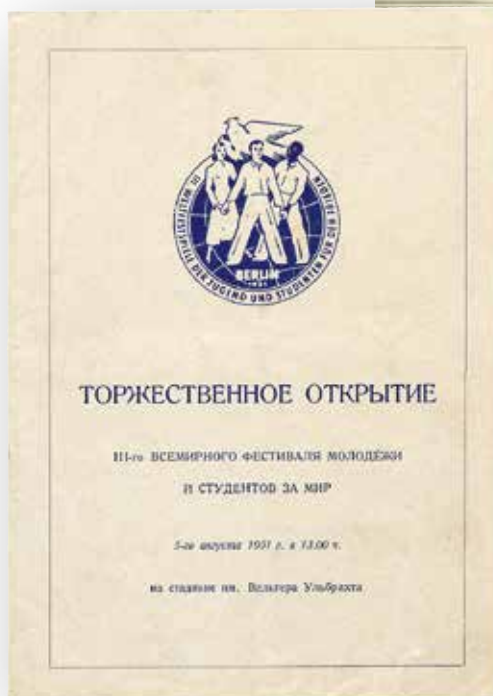 III. WELTFESTSPIELE DER JUGEND UND STUDENTEN FÜR DEN FRIEDEN
BERLIN
1951
ТОРЖЕСТВЕННОЕ ОТКРЫТИЕ
III-го ВСЕМИРНОГО ФЕСТИВАЛЯ МОЛОДЁЖИ
И СТУДЕНТОВ ЗА МИР
5-го августа 1951 г. в 13.00 ч.
на стадионе им. Вальтера Ульбрихта